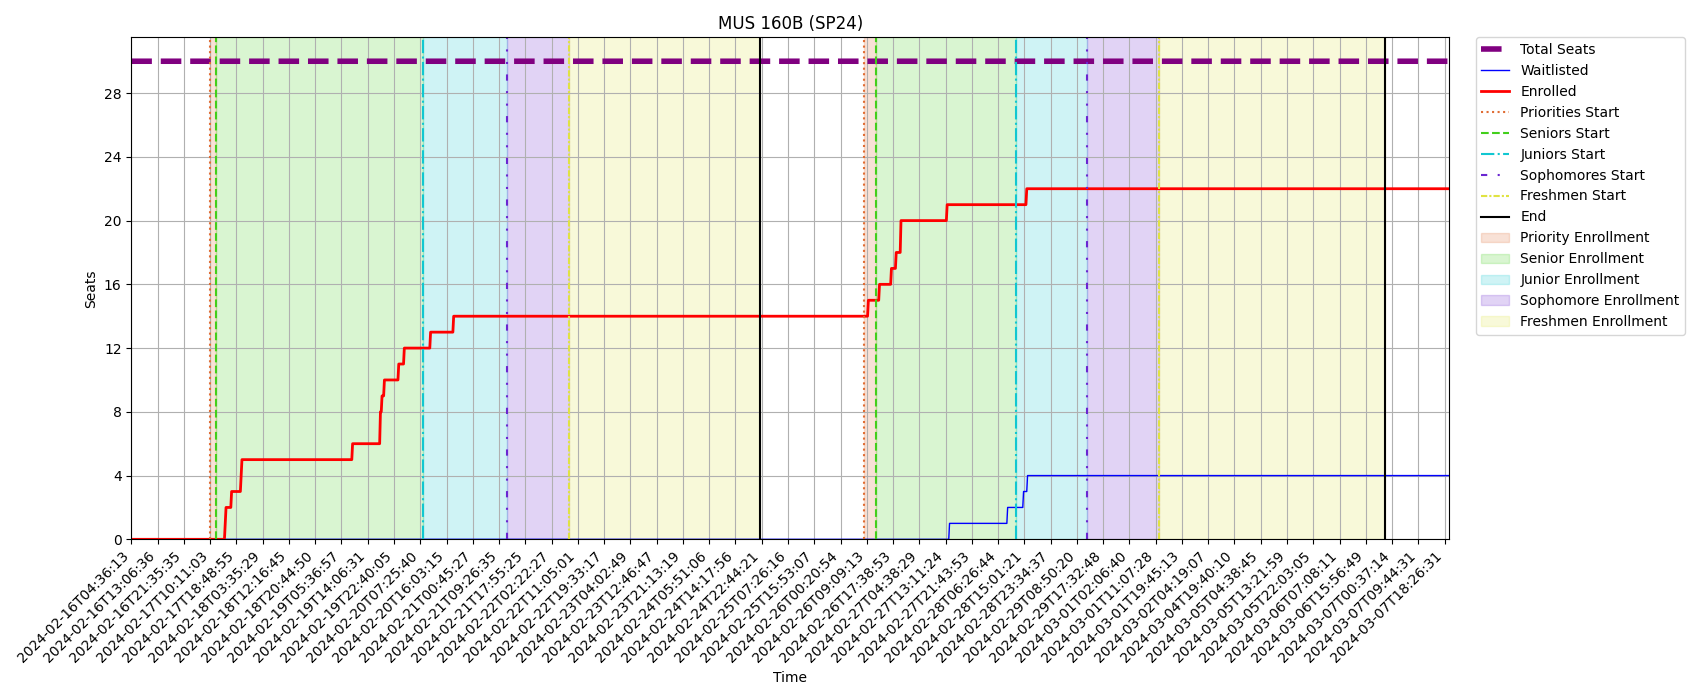 MUS 160B (SP24)
Seats
28
24
20
16
12
8
4
0
2024-02-16T04:36:13
2024-02-16T13:06:36
2024-02-16T21:35:35
2024-02-17T10:11:03
2024-02-17T18:48:55
2024-02-18T03:35:29
2024-02-18T12:16:45
2024-02-18T20:44:50
2024-02-19T05:36:57
2024-02-19T14:06:31
2024-02-19T22:40:05
2024-02-20T07:25:40
2024-02-20T16:03:15
2024-02-21T00:45:27
2024-02-21T09:26:35
2024-02-21T17:55:25
2024-02-22T02:22:27
2024-02-22T11:05:01
2024-02-22T19:33:17
2024-02-23T04:02:49
2024-02-23T12:46:47
2024-02-23T21:13:19
2024-02-24T05:51:06
2024-02-24T14:17:56
2024-02-24T22:44:21
2024-02-25T07:26:16
2024-02-25T15:53:07
2024-02-26T00:20:54
2024-02-26T09:09:13
2024-02-26T17:38:53
2024-02-27T04:38:29
2024-02-27T13:11:24
2024-02-27T21:43:53
2024-02-28T06:26:44
2024-02-28T15:01:21
2024-02-28T23:34:37
2024-02-29T08:50:20
2024-02-29T17:32:48
2024-03-01T02:06:40
2024-03-01T11:07:28
2024-03-01T19:45:13
2024-03-02T04:19:07
2024-03-04T19:40:10
2024-03-05T04:38:45
2024-03-05T13:21:59
2024-03-05T22:03:05
2024-03-06T07:08:11
2024-03-06T15:56:49
2024-03-07T00:37:14
2024-03-07T09:44:31
2024-03-07T18:26:31
Time
Total Seats
Waitlisted
Enrolled
Priorities Start
Seniors Start
Juniors Start
Sophomores Start
Freshmen Start
End
Priority Enrollment
Senior Enrollment
Junior Enrollment
Sophomore Enrollment
Freshmen Enrollment